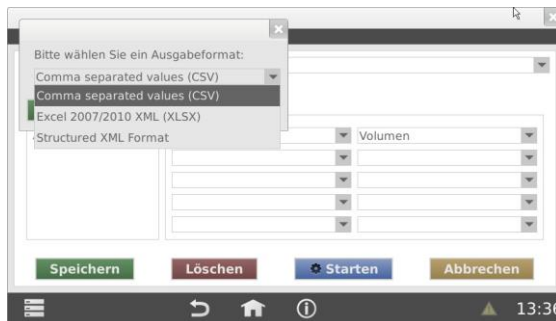 Bitte wählen Sie ein Ausgabeformat:
Comma separated values (CSV)
Comma separated values (CSV)
Excel 2007/2010 XML (XLSX)
Structured XML Format
Volumen
Speichern
Löschen
Starten
Abbrechen
13:36